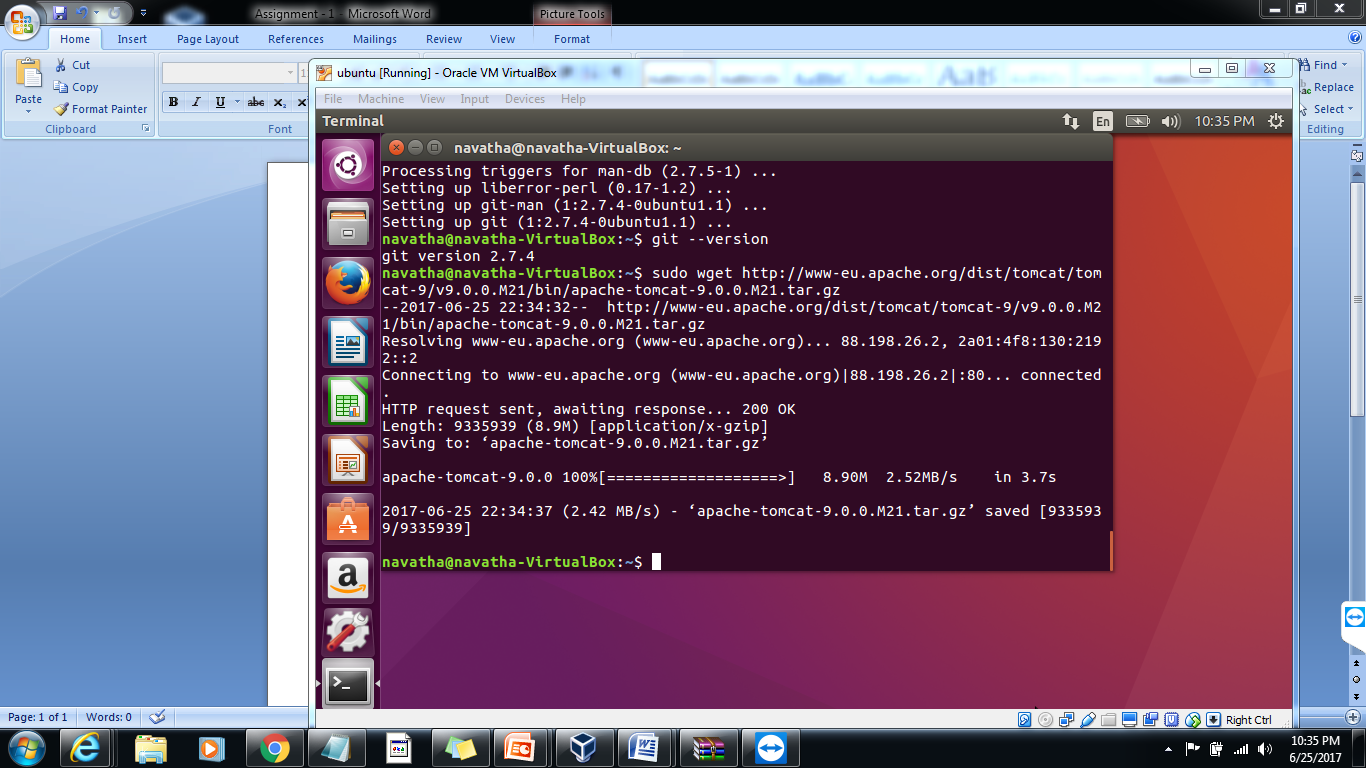 Assignment - 1 - Microsoft Word
Picture Tools
Home Insert Page Layout References Mailings Review View Format
Paste
Cut
Copy
Format Painter
Clipboard
B I U abc x₂ x
Font
Find
Replace
Select
Editing
ubuntu [Running] - Oracle VM VirtualBox
File Machine View Input Devices Help
Terminal
En
10:35 PM
navatha@navatha-VirtualBox: ~
Processing triggers for man-db (2.7.5-1) ...
Setting up liberror-perl (0.17-1.2) ...
Setting up git-man (1:2.7.4-0ubuntu1.1) ...
Setting up git (1:2.7.4-0ubuntu1.1) ...
navatha@navatha-VirtualBox:~$ git --version
git version 2.7.4
navatha@navatha-VirtualBox:~$ sudo wget http://www-eu.apache.org/dist/tomcat/tom
cat-9/v9.0.0.M21/bin/apache-tomcat-9.0.0.M21.tar.gz
--2017-06-25 22:34:32-- http://www-eu.apache.org/dist/tomcat/tomcat-9/v9.0.0.M2
1/bin/apache-tomcat-9.0.0.M21.tar.gz
Resolving www-eu.apache.org (www-eu.apache.org)... 88.198.26.2, 2a01:4f8:130:219
2::2
Connecting to www-eu.apache.org (www-eu.apache.org)|88.198.26.2|:80... connected
.
HTTP request sent, awaiting response... 200 OK
Length: 9335939 (8.9M) [application/x-gzip]
Saving to: ‘apache-tomcat-9.0.0.M21.tar.gz’
apache-tomcat-9.0.0 100%[===================>] 8.90M 2.52MB/s in 3.7s
2017-06-25 22:34:37 (2.42 MB/s) - ‘apache-tomcat-9.0.0.M21.tar.gz’ saved [933593
9/9335939]
navatha@navatha-VirtualBox:~$
Right Ctrl
Page: 1 of 1 Words: 0
10:35 PM
6/25/2017